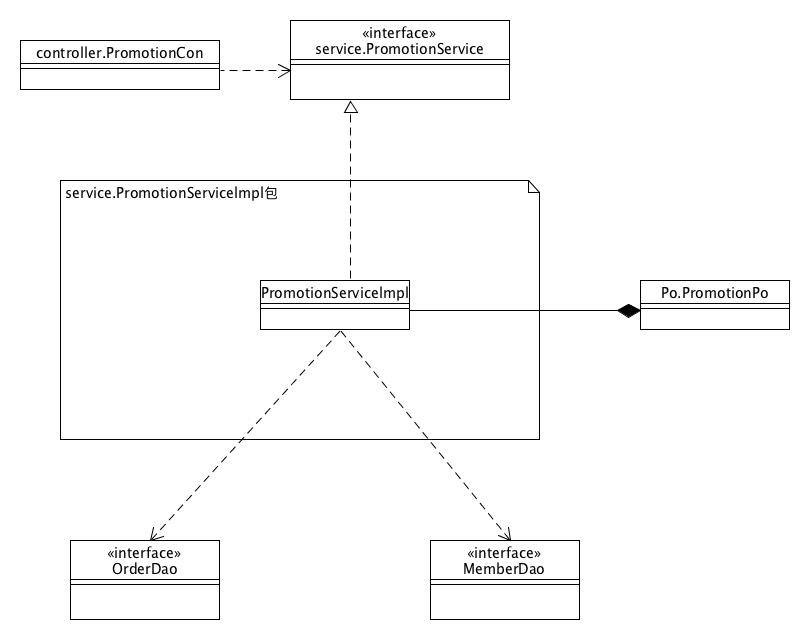 controller.PromotionCon
«interface»
service.PromotionService
service.PromotionServiceImpl包
PromotionServiceImpl
Po.PromotionPo
«interface»
OrderDao
«interface»
MemberDao